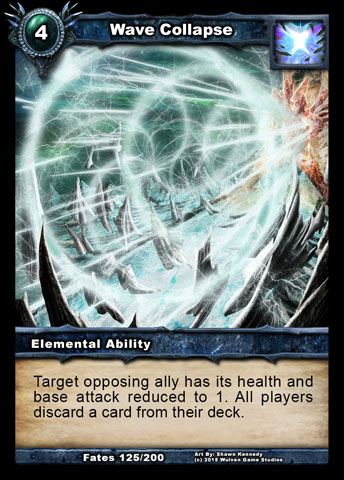 4
Wave Collapse
Elemental Ability
Target opposing ally has its health and
base attack reduced to 1. All players
discard a card from their deck.
Fates 125/200
Art By: Shawn Kennedy
(c) 2015 Wulven Game Studios